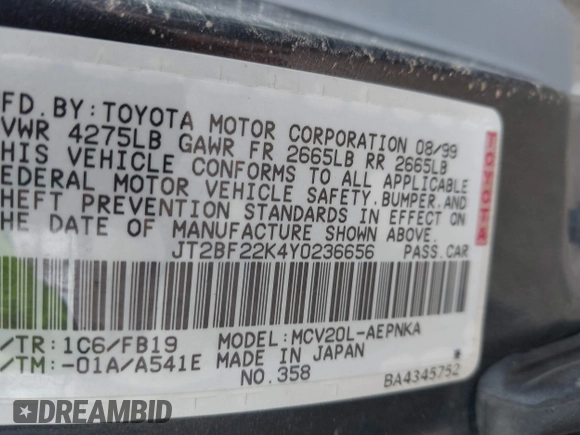 FD. BY: TOYOTA MOTOR CORPORATION 08/99
VWR 4275LB GAWR FR 2665LB RR 2665LB
HIS VEHICLE CONFORMS TO ALL APPLICABLE
EDERAL MOTOR VEHICLE SAFETY, BUMPER, AND
HEFT PREVENTION STANDARDS IN EFFECT ON
HE DATE OF MANUFACTURE SHOWN ABOVE.
JT2BF22K4Y0236656 PASS.CAR
/TR: 1C6/FB19 MODEL: MCV20L-AEPNKA
/TM: -01A/A541E MADE IN JAPAN
NO. 358 BA4345752
DREAMBID